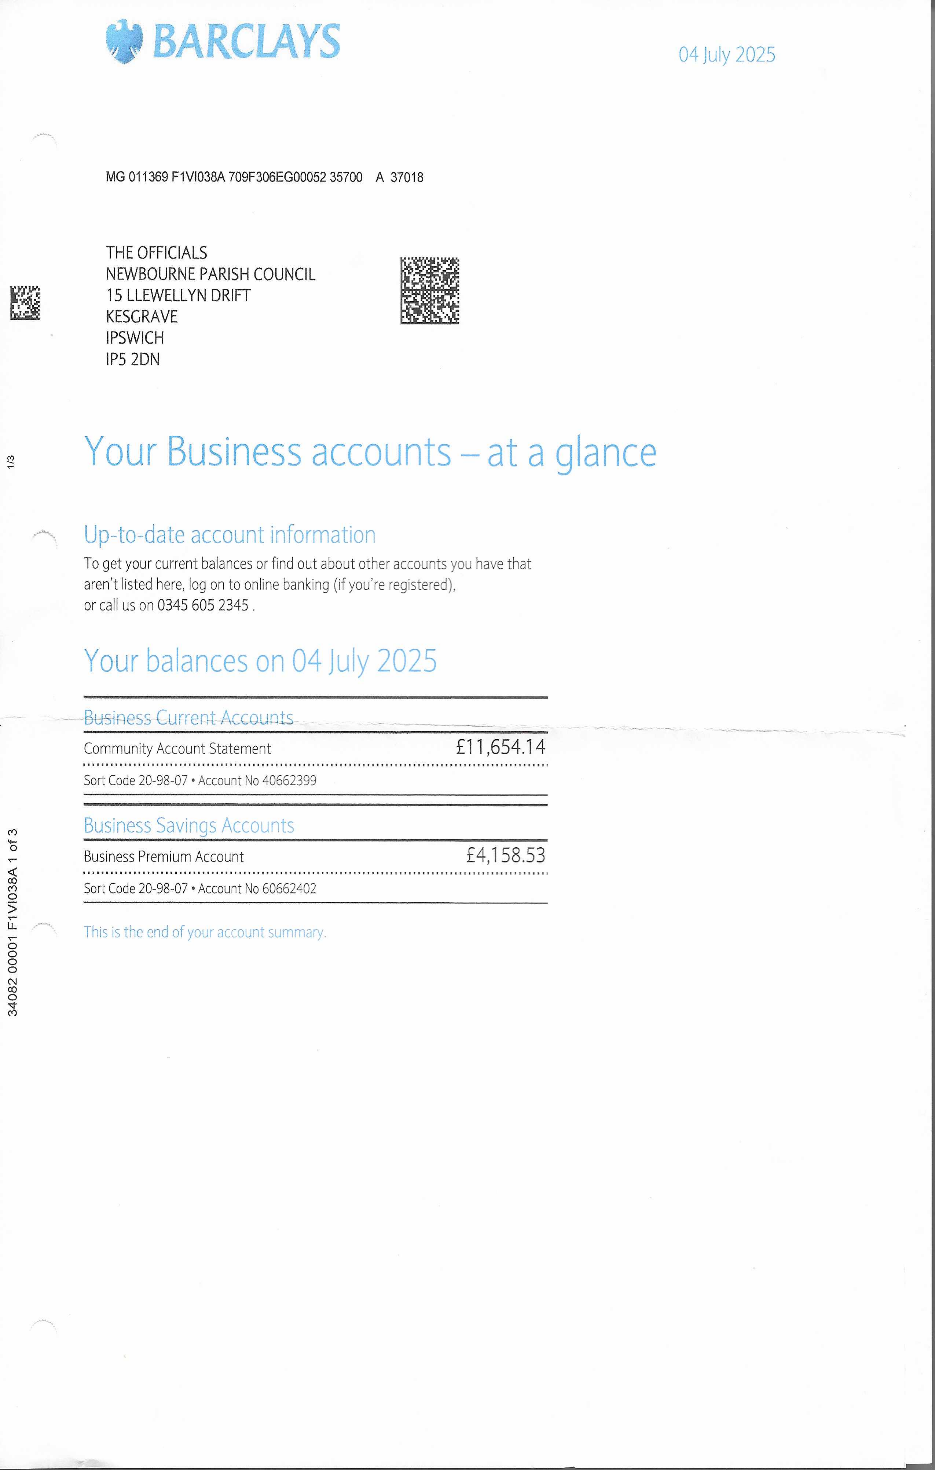 BARCLAYS
04 July 2025
MG 011369 F1VI038A 709F306EG00052 35700 A 37018
THE OFFICIALS
NEWBOURNE PARISH COUNCIL
15 LLEWELLYN DRIFT
KESGRAVE
IPSWICH
IP5 2DN
1/3
Your Business accounts – at a glance
Up-to-date account information
To get your current balances or find out about other accounts you have that
aren't listed here, log on to online banking (if you're registered),
or call us on 0345 605 2345 .
Your balances on 04 July 2025
Business Current Accounts
Community Account Statement £11,654.14
Sort Code 20-98-07 • Account No 40662399
Business Savings Accounts
Business Premium Account £4,158.53
Sort Code 20-98-07 • Account No 60662402
This is the end of your account summary.
34082 00001 F1VI038A 1 of 3